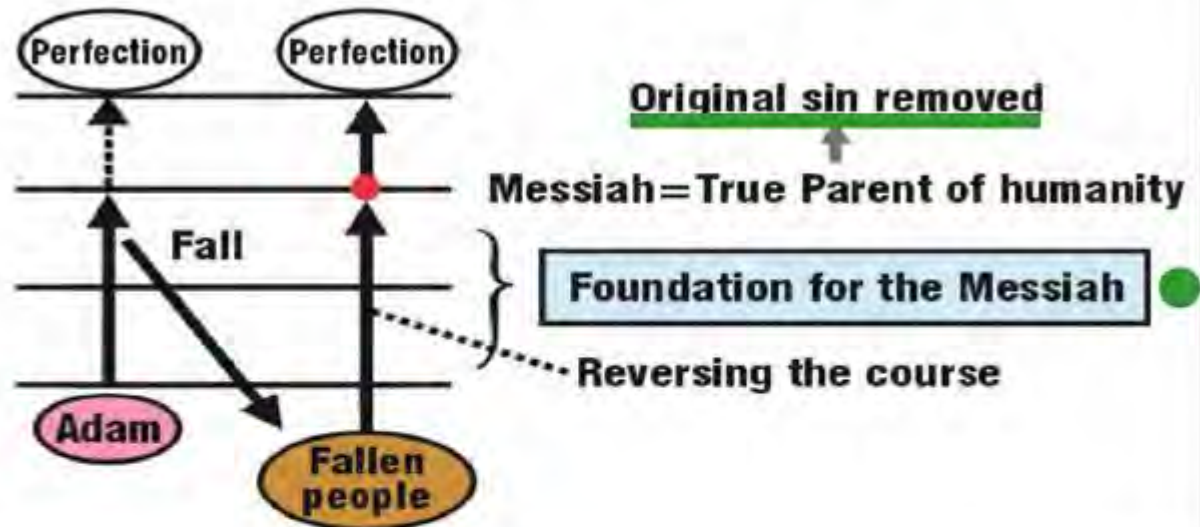 Perfection
Perfection
Original sin removed
Messiah=True Parent of humanity
Fall
Foundation for the Messiah
Reversing the course
Adam
Fallen
people